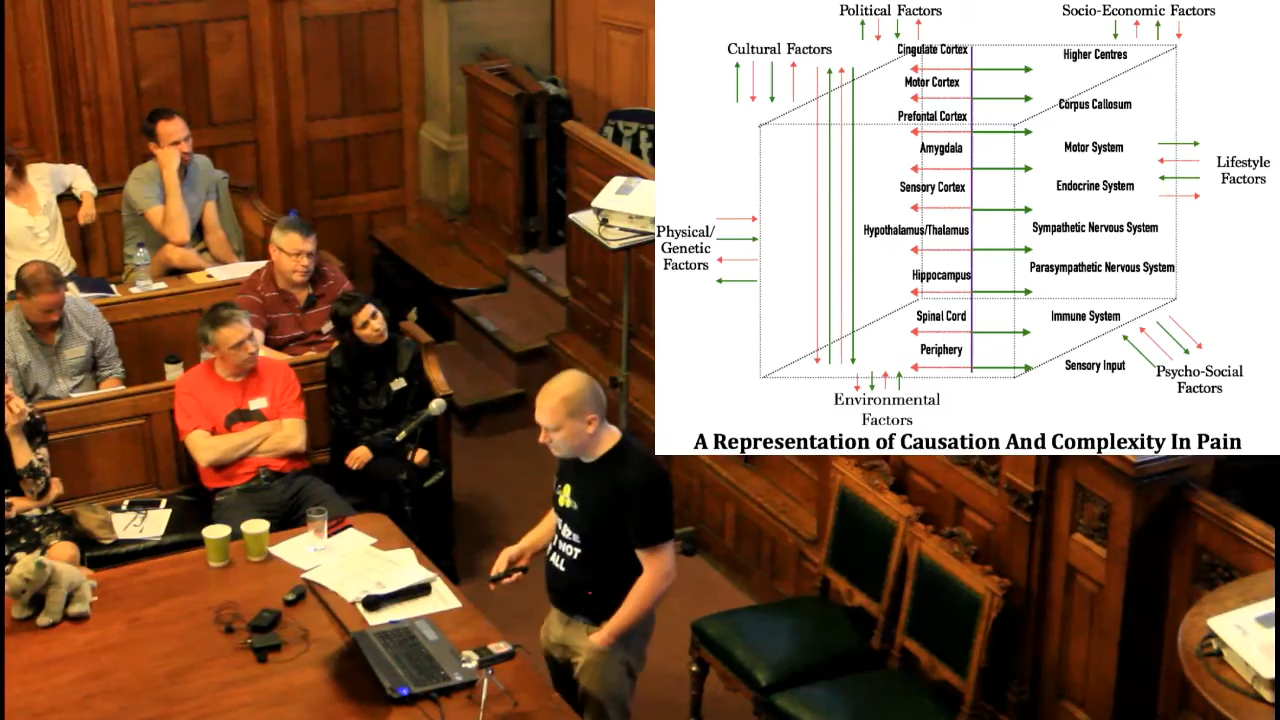 Political Factors
Socio-Economic Factors
Cultural Factors
Cingulate Cortex
Higher Centres
Motor Cortex
Corpus Callosum
Prefontal Cortex
Amygdala
Motor System
Lifestyle
Factors
Sensory Cortex
Endocrine System
Physical/
Genetic
Factors
Hypothalamus/Thalamus
Sympathetic Nervous System
Hippocampus
Parasympathetic Nervous System
Spinal Cord
Immune System
Periphery
Sensory Input
Psycho-Social
Factors
Environmental
Factors
A Representation of Causation And Complexity In Pain
NOT
ALL